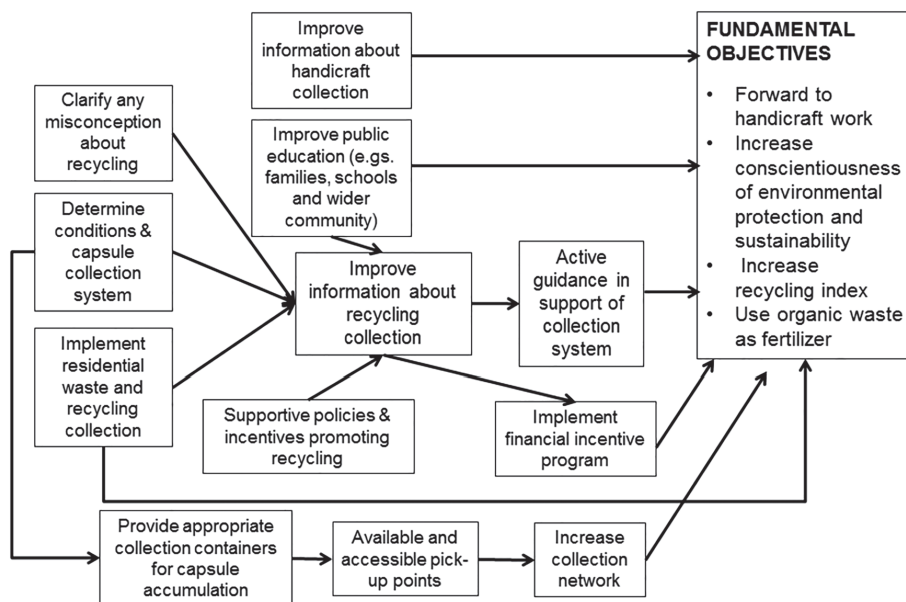 Improve
information about
handicraft
collection
FUNDAMENTAL
OBJECTIVES
• Forward to
handicraft work
• Increase
conscientiousness
of environmental
protection and
sustainability
• Increase
recycling index
• Use organic waste
as fertilizer
Clarify any
misconception
about
recycling
Improve public
education (e.gs.
families, schools
and wider
community)
Determine
conditions &
capsule
collection
system
Improve
information about
recycling
collection
Active
guidance in
support of
collection
system
Implement
residential
waste and
recycling
collection
Supportive policies &
incentives promoting
recycling
Implement
financial incentive
program
Provide appropriate
collection containers
for capsule
accumulation
Available and
accessible pick-
up points
Increase
collection
network